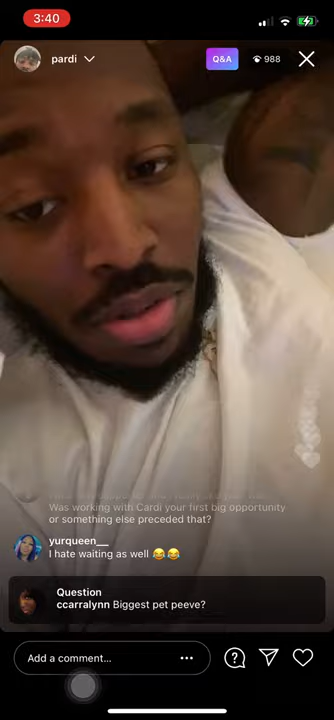 3:40
pardi
Q&A
988
Was working with Cardi your first big opportunity
or something else preceded that?
yurqueen__
I hate waiting as well 😂😂
Question
ccarralynn Biggest pet peeve?
Add a comment...